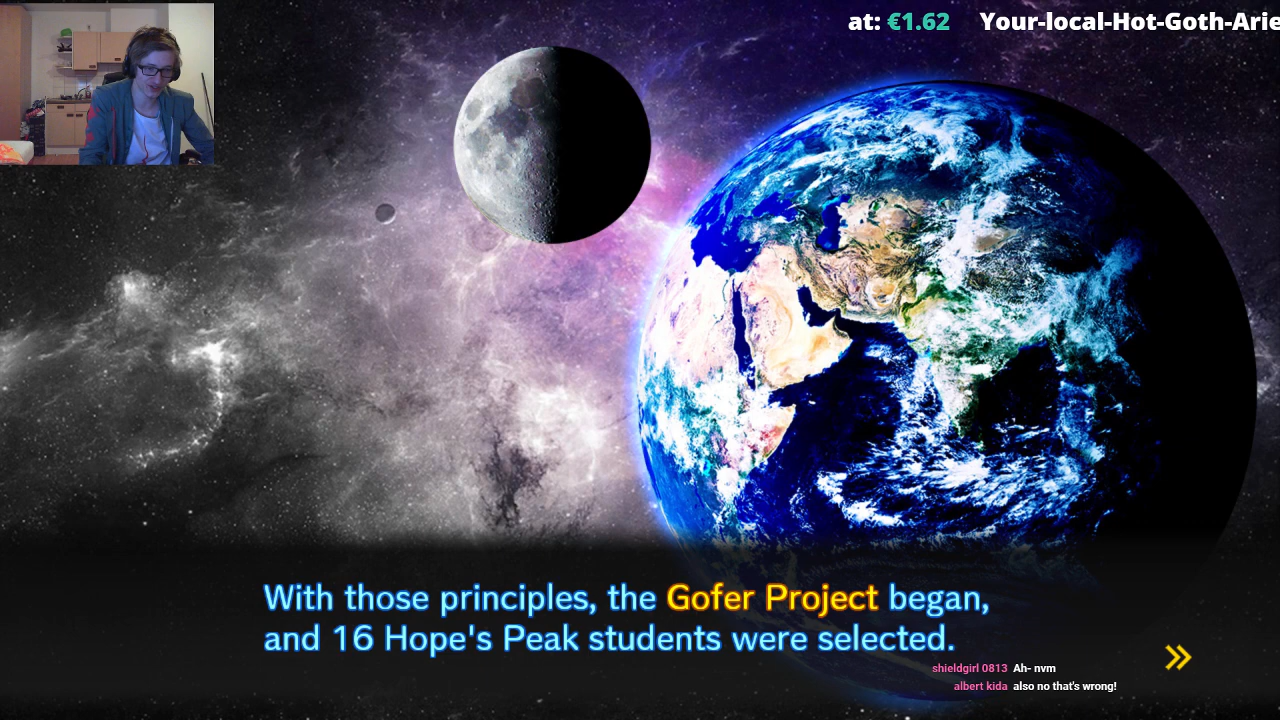 at: €1.62 Your-local-Hot-Goth-Arie
With those principles, the Gofer Project began,
and 16 Hope's Peak students were selected.
shieldgirl 0813 Ah- nvm
albert kida also no that's wrong!